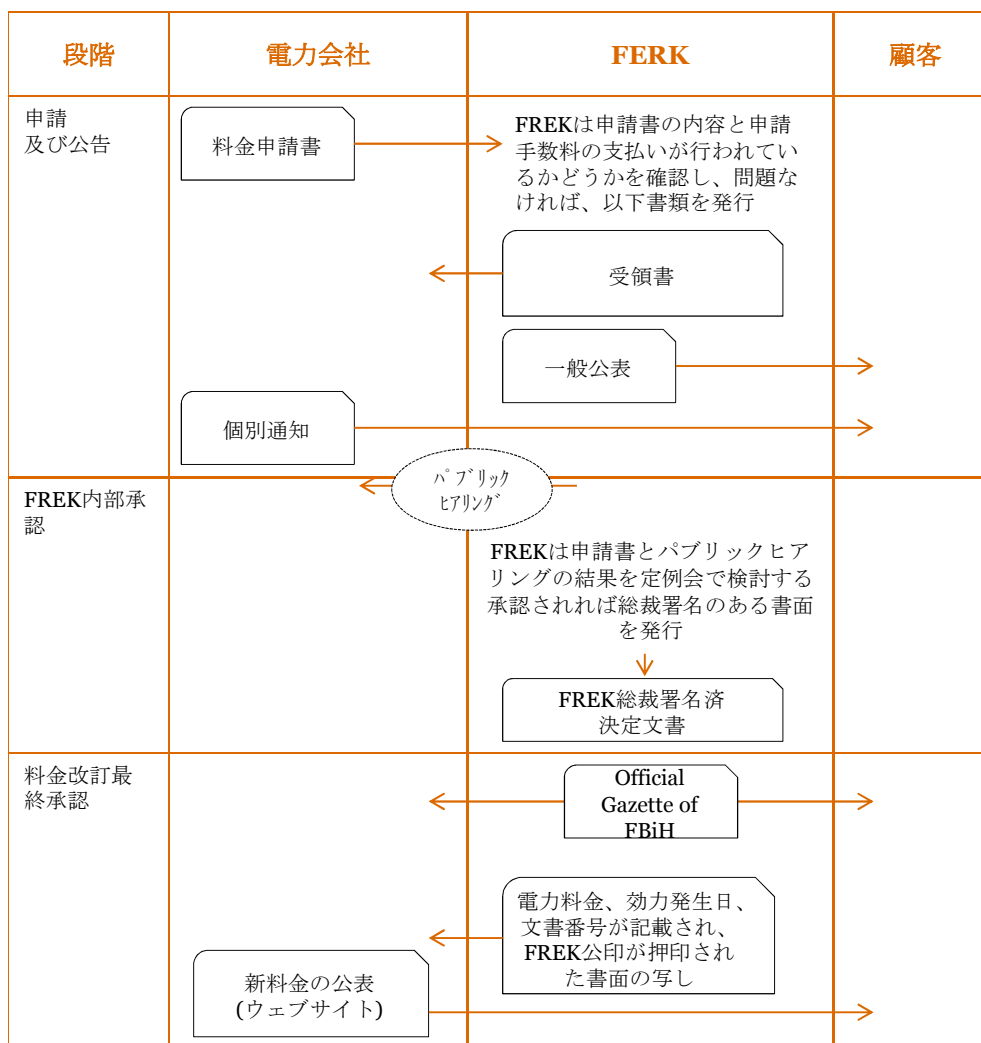 段階
電力会社
FERK
顧客
申請
及び公告
料金申請書
FREKは申請書の内容と申請
手数料の支払いが行われてい
るかどうかを確認し、問題な
ければ、以下書類を発行
受領書
一般公表
個別通知
ﾊﾟﾌﾞﾘｯｸ
ﾋｱﾘﾝｸﾞ
FREK内部承
認
FREKは申請書とパブリックヒア
リングの結果を定例会で検討する
承認されれば総裁署名のある書面
を発行
FREK総裁署名済
決定文書
料金改訂最
終承認
Official
Gazette of
FBiH
電力料金、効力発生日、
文書番号が記載され、
FREK公印が押印され
た書面の写し
新料金の公表
(ウェブサイト)